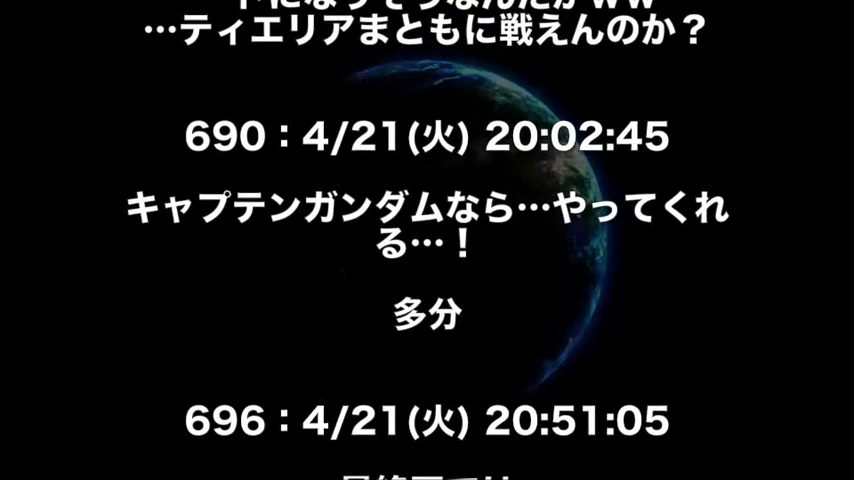 …ティエリアまともに戦えんのか？
690：4/21(火) 20:02:45
キャプテンガンダムなら…やってくれ
る…！
多分
696：4/21(火) 20:51:05